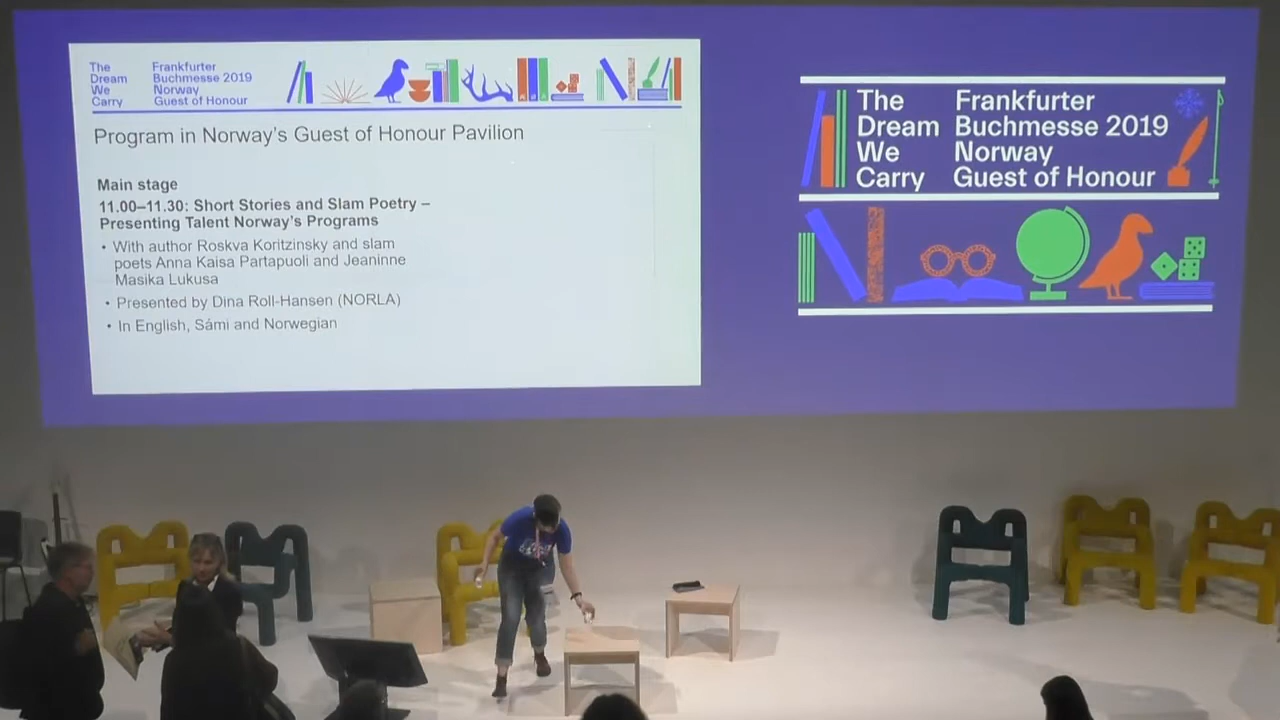 The
Dream
We
Carry
Frankfurter
Buchmesse 2019
Norway
Guest of Honour
Program in Norway's Guest of Honour Pavilion
Main stage
11.00–11.30: Short Stories and Slam Poetry –
Presenting Talent Norway's Programs
• With author Roskva Koritzinsky and slam
poets Anna Kaisa Partapuoli and Jeaninne
Masika Lukusa
• Presented by Dina Roll-Hansen (NORLA)
• In English, Sámi and Norwegian
The
Dream
We
Carry
Frankfurter
Buchmesse 2019
Norway
Guest of Honour